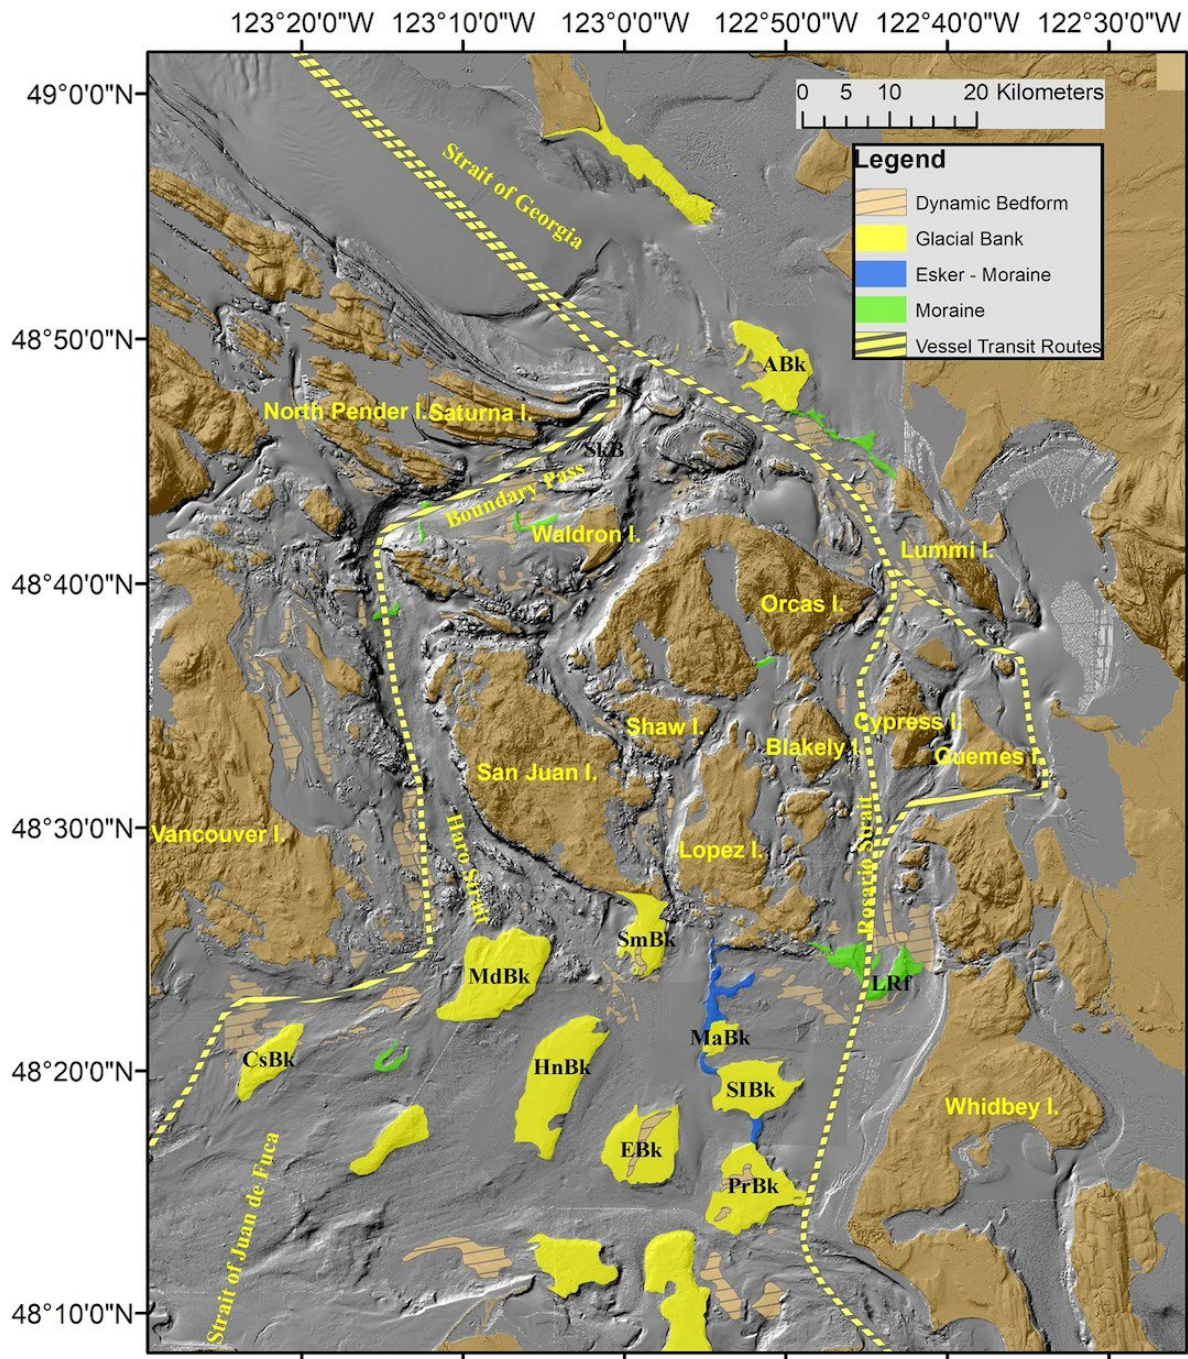 123°20'0"W 123°10'0"W 123°0'0"W 122°50'0"W 122°40'0"W 122°30'0"W
49°0'0"N
48°50'0"N
48°40'0"N
48°30'0"N
48°20'0"N
48°10'0"N
0 5 10 20 Kilometers
Legend
Dynamic Bedform
Glacial Bank
Esker - Moraine
Moraine
Vessel Transit Routes
Strait of Georgia
ABk
North Pender I.
Saturna I.
SkB
Boundary Pass
Waldron I.
Lummi I.
Orcas I.
Shaw I.
Blakely I.
Cypress I.
Guemes I.
San Juan I.
Vancouver I.
Haro Strait
Lopez I.
Rosario Strait
SmBk
MdBk
LRf
MaBk
CsBk
HnBk
SIBk
Whidbey I.
EBk
PrBk
Strait of Juan de Fuca